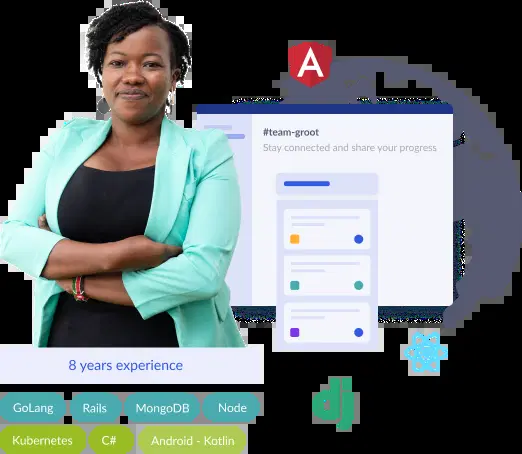 #team-groot
Stay connected and share your progress
8 years experience
GoLang Rails MongoDB Node
Kubernetes C# Android - Kotlin